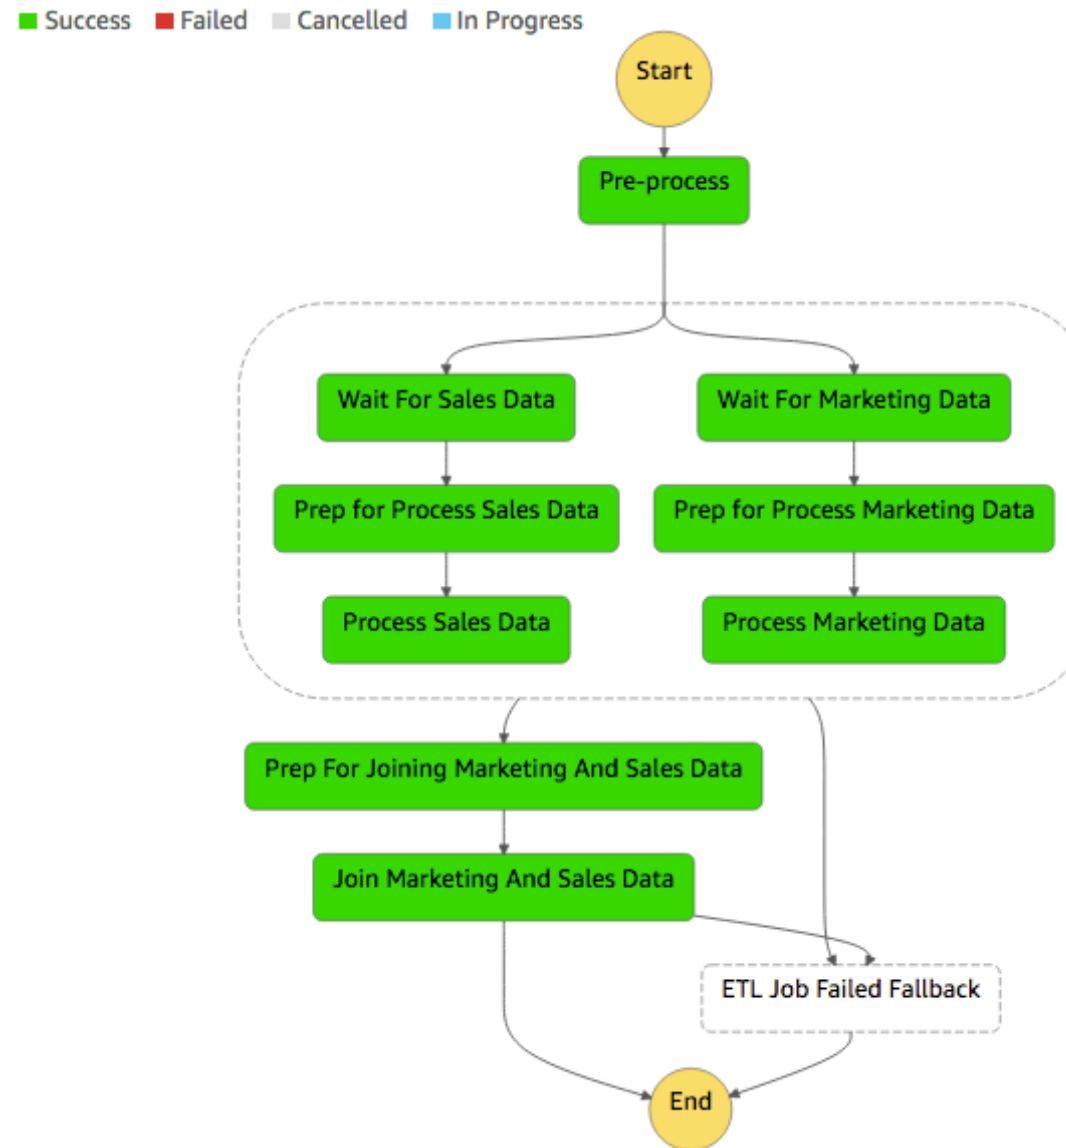 Success Failed Cancelled In Progress
Start
Pre-process
Wait For Sales Data
Wait For Marketing Data
Prep for Process Sales Data
Prep for Process Marketing Data
Process Sales Data
Process Marketing Data
Prep For Joining Marketing And Sales Data
Join Marketing And Sales Data
ETL Job Failed Fallback
End